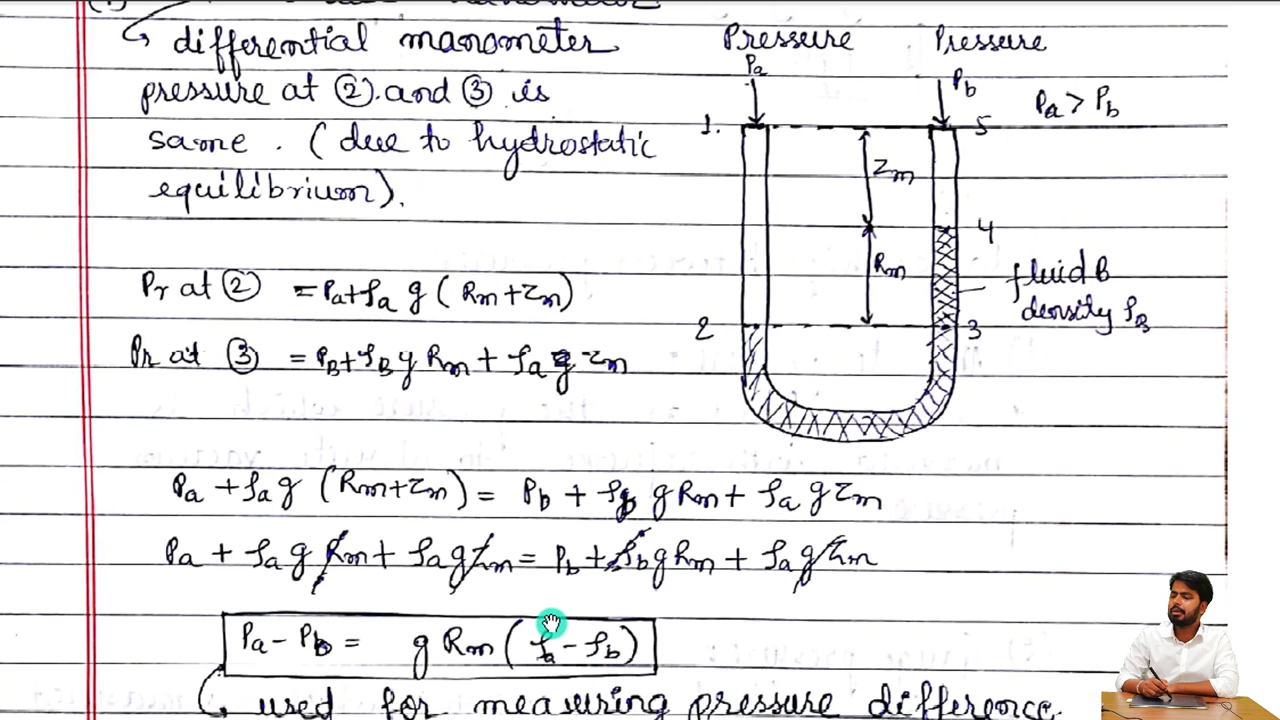 differential manometer
pressure at ② and ③ is
same. (due to hydrostatic
equilibrium).
Pr at ② = Pa+ρa g (Rm+Zm)
Pr at ③ = PB+ρB g Rm + ρa g Zm
Pa + ρa g (Rm+Zm) = Pb + ρb g Rm + ρa g Zm
Pa + ρa g Rm + ρa g Zm = Pb + ρb g Rm + ρa g Zm
Pa - Pb = g Rm (ρa - ρb)
used for measuring pressure difference.
Pressure Pressure
Pa Pb
Pa > Pb
1. 5
Zm
4
Rm
fluid B
density ρB
2 3